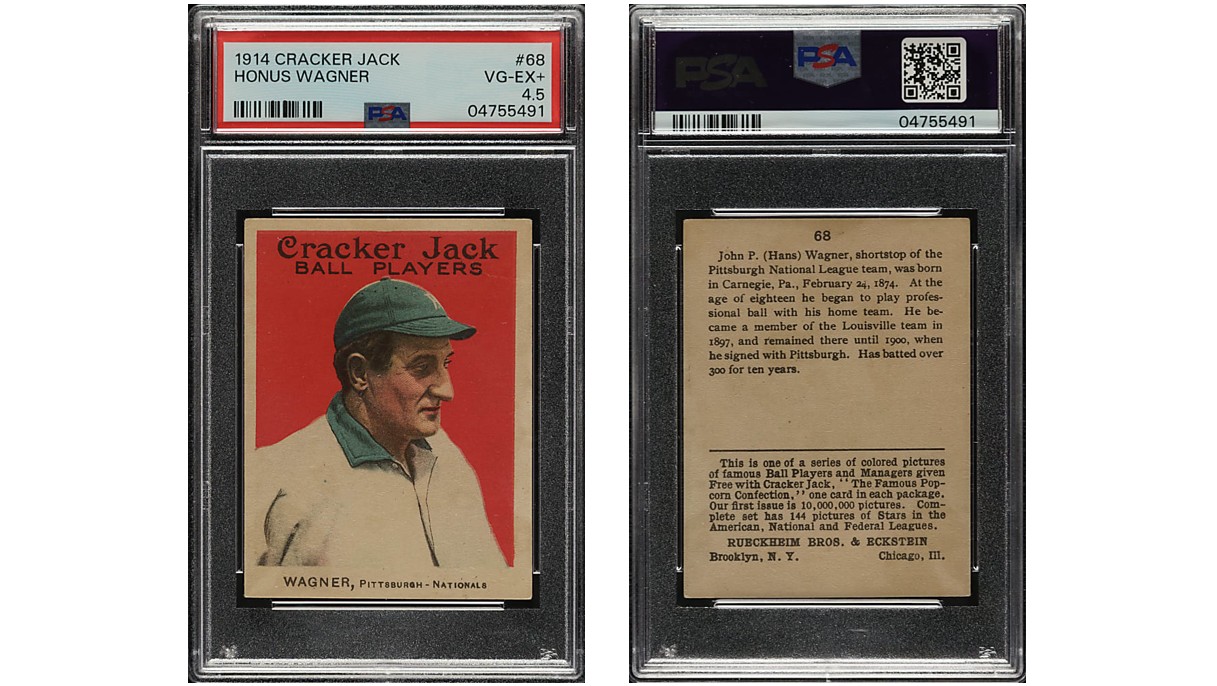 1914 CRACKER JACK #68
HONUS WAGNER VG-EX+
4.5
PSA 04755491
Cracker Jack
BALL PLAYERS
WAGNER, PITTSBURGH - NATIONALS
PSA PSA
04755491
68
John P. (Hans) Wagner, shortstop of the
Pittsburgh National League team, was born
in Carnegie, Pa., February 24, 1874. At the
age of eighteen he began to play profes-
sional ball with his home team. He be-
came a member of the Louisville team in
1897, and remained there until 1900, when
he signed with Pittsburgh. Has batted over
300 for ten years.
This is one of a series of colored pictures
of famous Ball Players and Managers given
Free with Cracker Jack, "The Famous Pop-
corn Confection," one card in each package.
Our first issue is 10,000,000 pictures. Com-
plete set has 144 pictures of Stars in the
American, National and Federal Leagues.
RUECKHEIM BROS. & ECKSTEIN
Brooklyn, N. Y. Chicago, Ill.